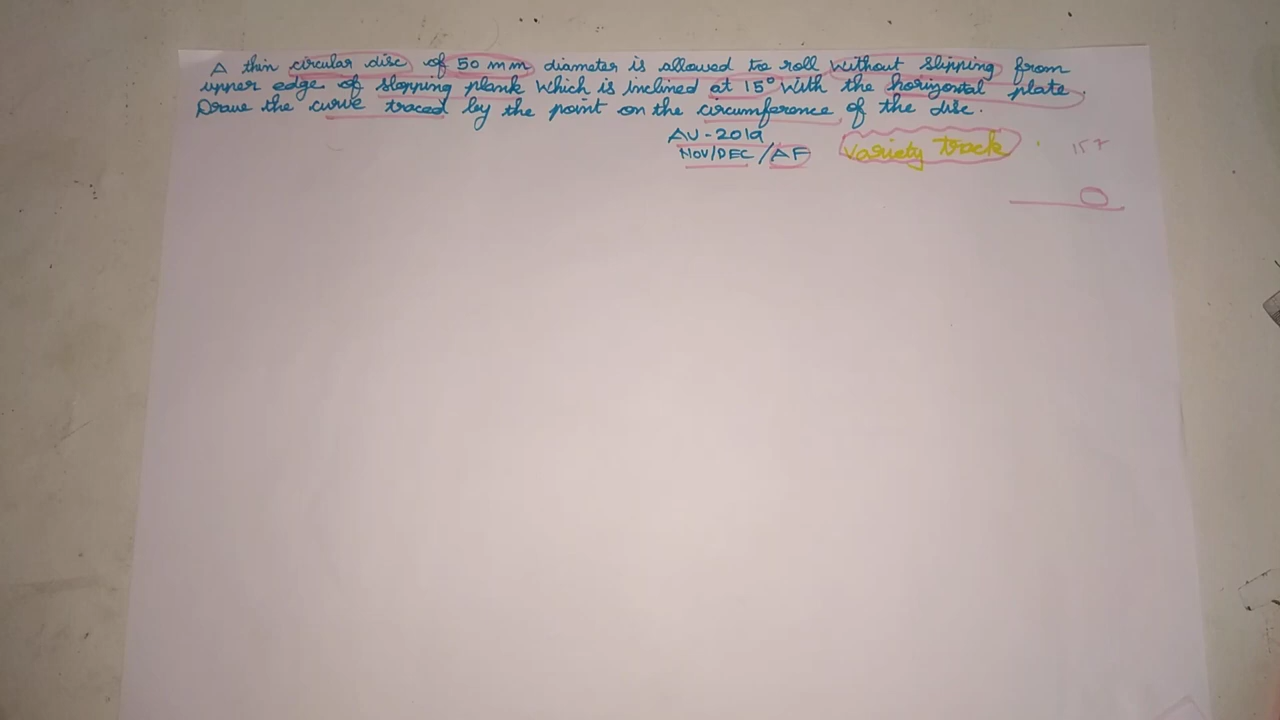 A thin circular disc of 50 mm diameter is allowed to roll without slipping from
upper edge of slopping plank which is inclined at 15° with the horizontal plate.
Draw the curve traced by the point on the circumference of the disc.
AU-2019
NOV/DEC/AF
Variety track
157